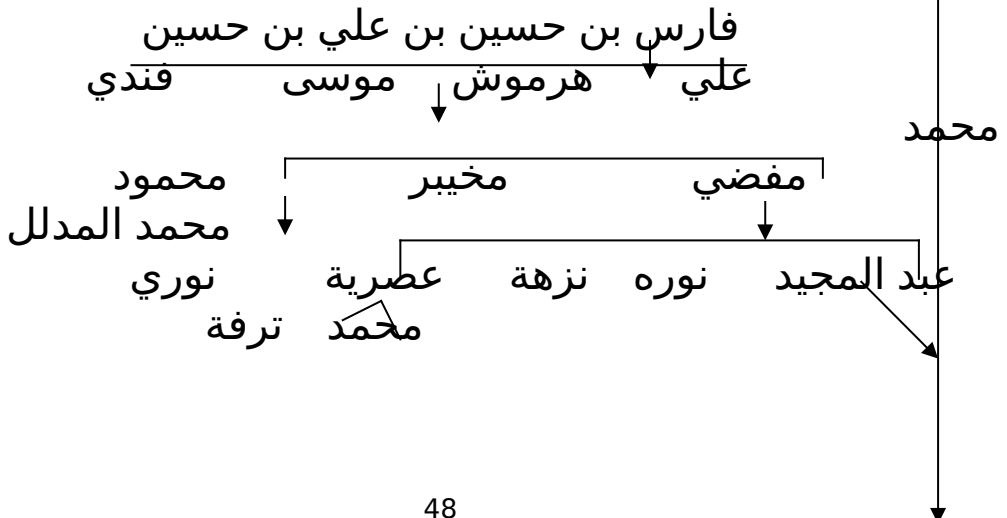 فارس بن حسين بن علي بن حسين
علي هرموش موسى فندي
محمد
مفضي مخيبر محمود
محمد المدلل
عبد المجيد نوره نزهة عصرية نوري
محمد ترفة
48